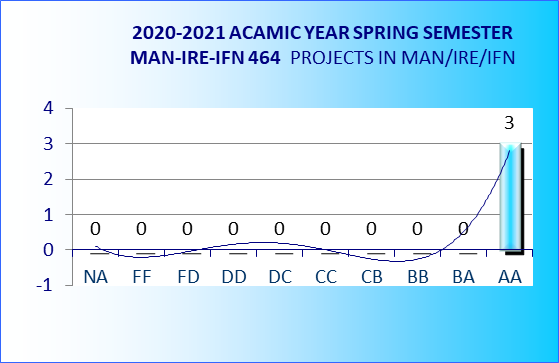 2020-2021 ACAMIC YEAR SPRING SEMESTER
MAN-IRE-IFN 464 PROJECTS IN MAN/IRE/IFN
4
3
2
1
0
-1
0 0 0 0 0 0 0 0 0 3
NA FF FD DD DC CC CB BB BA AA